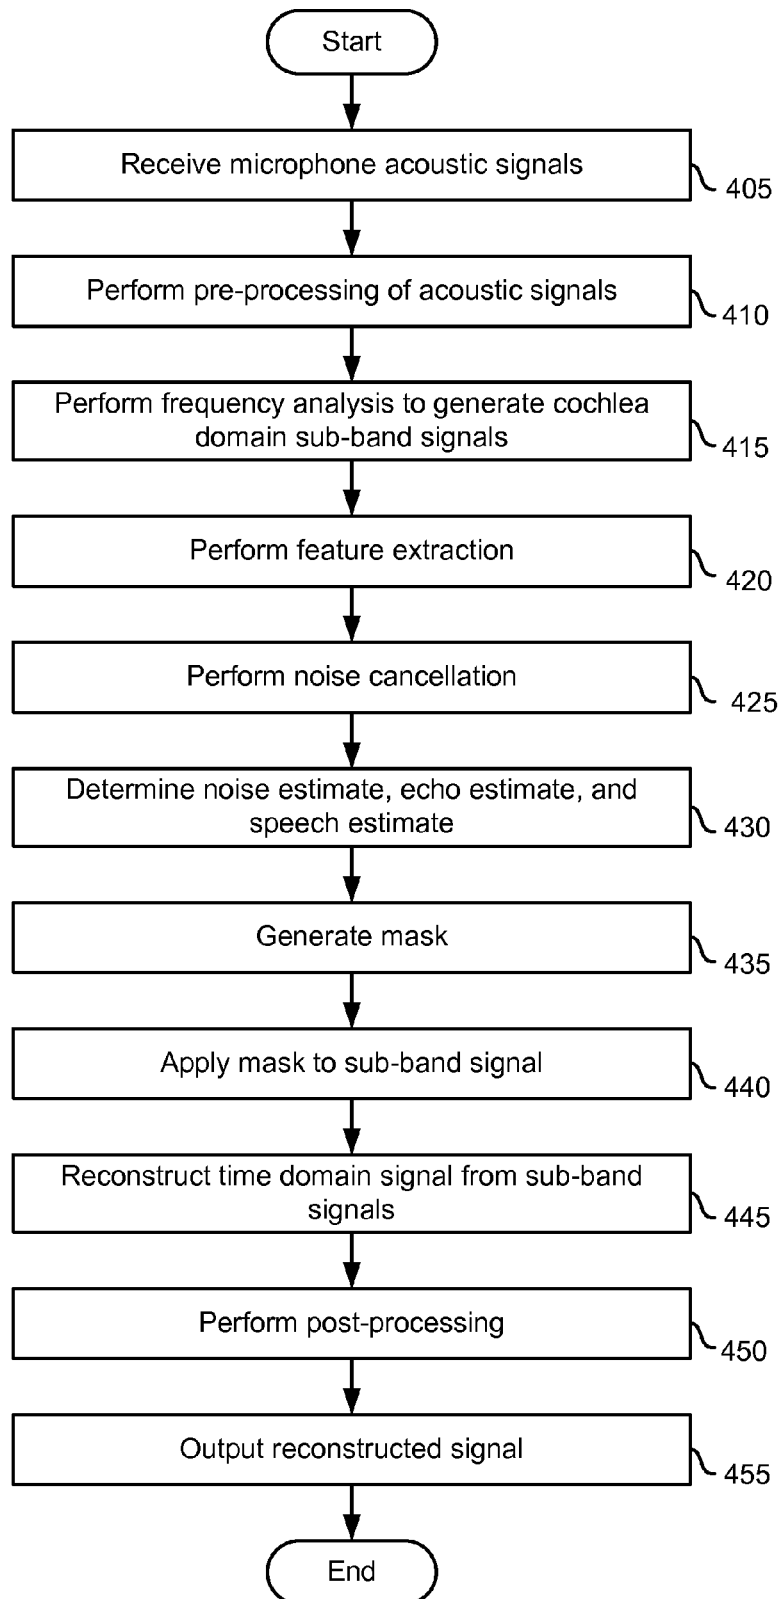 Start
Receive microphone acoustic signals
405
Perform pre-processing of acoustic signals
410
Perform frequency analysis to generate cochlea
domain sub-band signals
415
Perform feature extraction
420
Perform noise cancellation
425
Determine noise estimate, echo estimate, and
speech estimate
430
Generate mask
435
Apply mask to sub-band signal
440
Reconstruct time domain signal from sub-band
signals
445
Perform post-processing
450
Output reconstructed signal
455
End